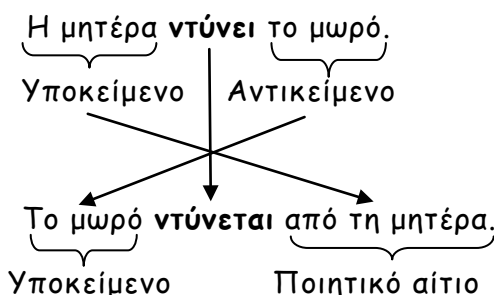 Η μητέρα ντύνει το μωρό.
Υποκείμενο Αντικείμενο
Το μωρό ντύνεται από τη μητέρα.
Υποκείμενο Ποιητικό αίτιο